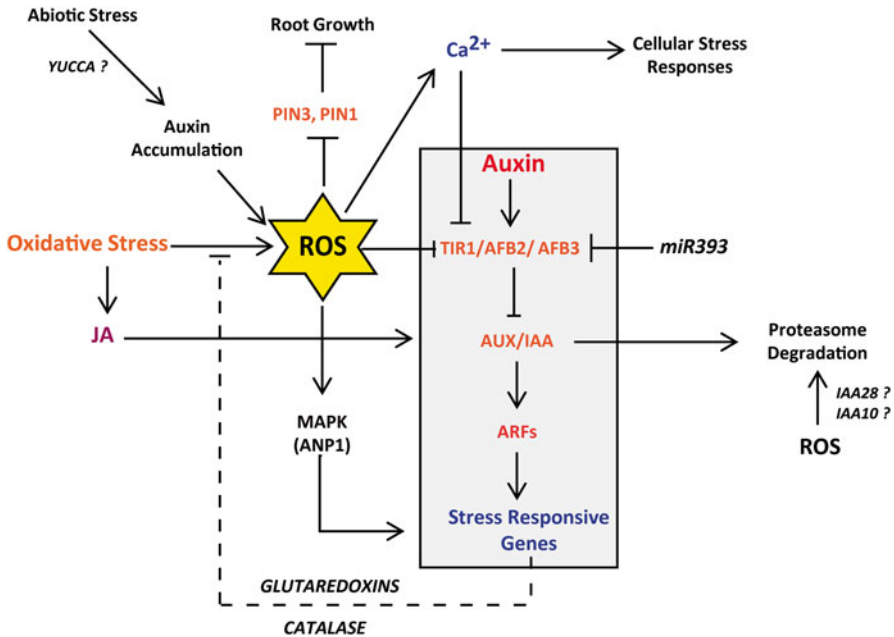 Abiotic Stress
YUCCA ?
Auxin
Accumulation
Root Growth
PIN3, PIN1
Ca2+
Cellular Stress
Responses
Oxidative Stress
ROS
JA
MAPK
(ANP1)
Auxin
TIR1/AFB2/ AFB3
miR393
AUX/IAA
ARFs
Stress Responsive
Genes
Proteasome
Degradation
IAA28 ?
IAA10 ?
ROS
GLUTAREDOXINS
CATALASE